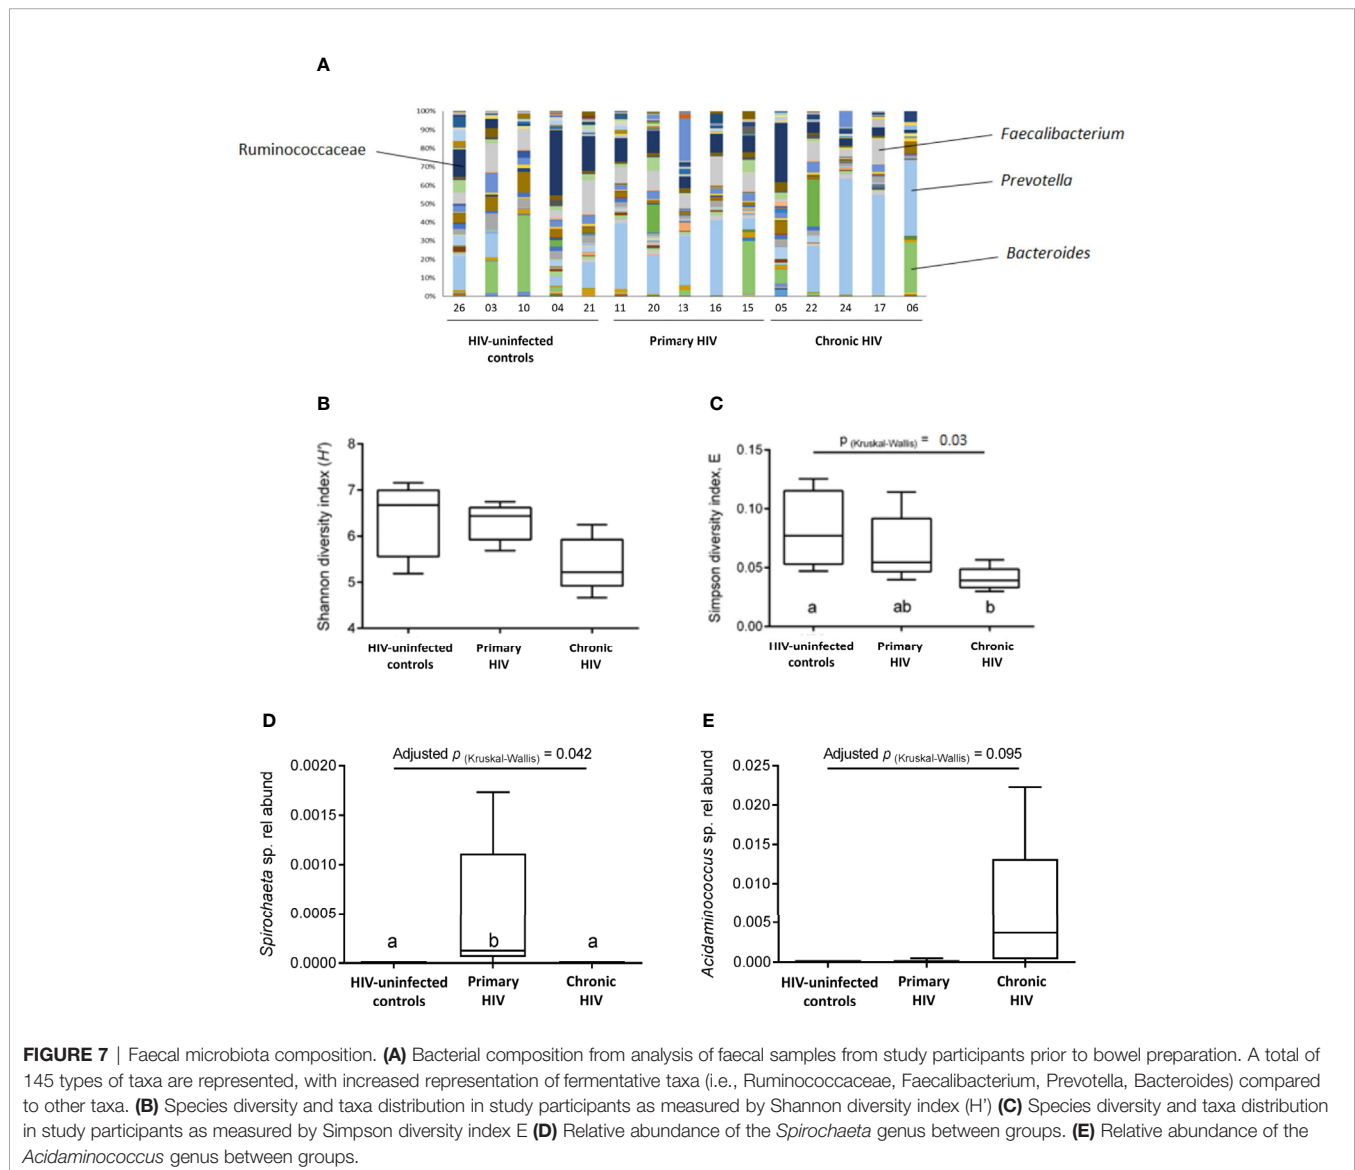 A
100%
90%
80%
70%
60%
50%
40%
30%
20%
10%
0%
Ruminococcaceae
Faecalibacterium
Prevotella
Bacteroides
26 03 10 04 21 11 20 13 16 15 05 22 24 17 06
HIV-uninfected controls
Primary HIV
Chronic HIV
B
Shannon diversity index (H')
8
7
6
5
4
HIV-uninfected controls
Primary HIV
Chronic HIV
C
p (Kruskal-Wallis) = 0.03
Simpson diversity index, E
0.15
0.10
0.05
0.00
a ab b
HIV-uninfected controls
Primary HIV
Chronic HIV
D
Adjusted p (Kruskal-Wallis) = 0.042
Spirochaeta sp. rel abund
0.0020
0.0015
0.0010
0.0005
0.0000
a b a
HIV-uninfected controls
Primary HIV
Chronic HIV
E
Adjusted p (Kruskal-Wallis) = 0.095
Acidaminococcus sp. rel abund
0.025
0.020
0.015
0.010
0.005
0.000
HIV-uninfected controls
Primary HIV
Chronic HIV
FIGURE 7 | Faecal microbiota composition. (A) Bacterial composition from analysis of faecal samples from study participants prior to bowel preparation. A total of
145 types of taxa are represented, with increased representation of fermentative taxa (i.e., Ruminococcaceae, Faecalibacterium, Prevotella, Bacteroides) compared
to other taxa. (B) Species diversity and taxa distribution in study participants as measured by Shannon diversity index (H') (C) Species diversity and taxa distribution
in study participants as measured by Simpson diversity index E (D) Relative abundance of the Spirochaeta genus between groups. (E) Relative abundance of the
Acidaminococcus genus between groups.